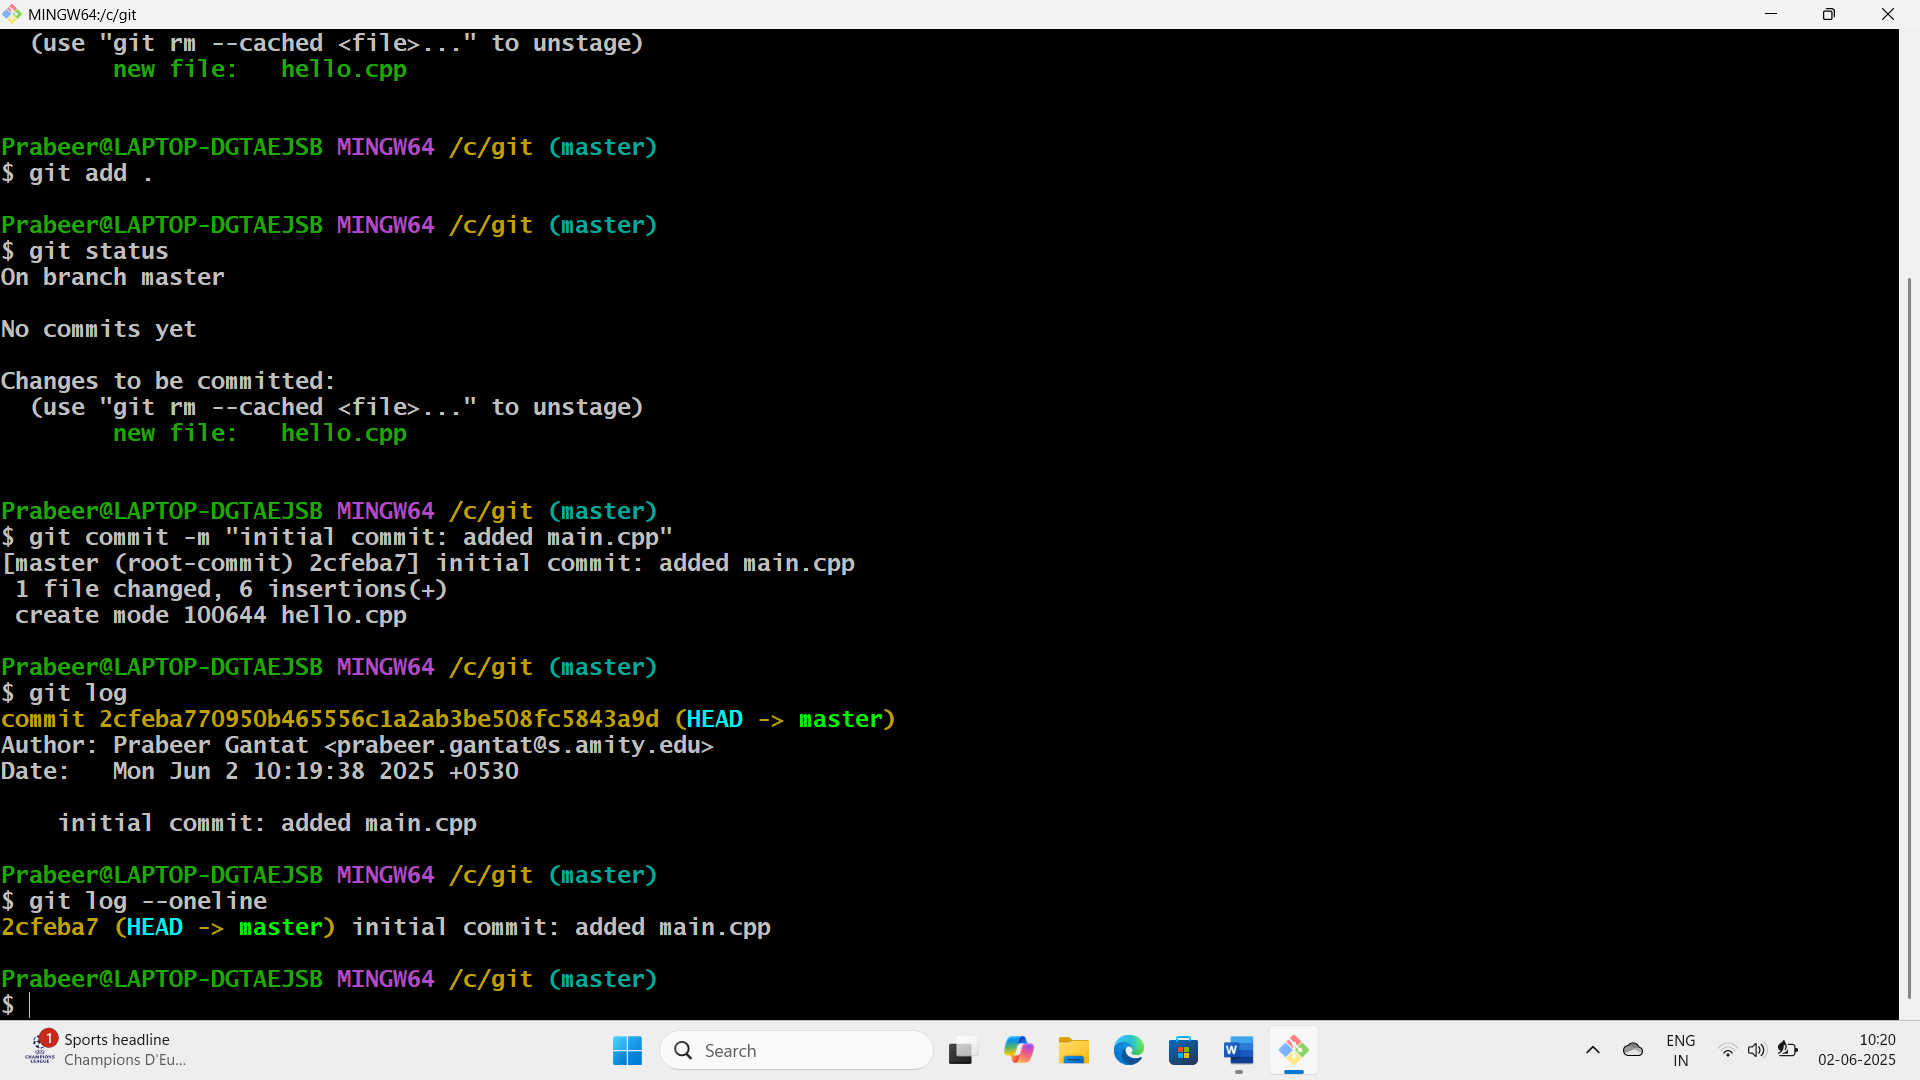 MINGW64:/c/git
(use "git rm --cached <file>..." to unstage)
new file:   hello.cpp
Prabeer@LAPTOP-DGTAEJSB MINGW64 /c/git (master)
$ git add .
Prabeer@LAPTOP-DGTAEJSB MINGW64 /c/git (master)
$ git status
On branch master
No commits yet
Changes to be committed:
(use "git rm --cached <file>..." to unstage)
new file:   hello.cpp
Prabeer@LAPTOP-DGTAEJSB MINGW64 /c/git (master)
$ git commit -m "initial commit: added main.cpp"
[master (root-commit) 2cfeba7] initial commit: added main.cpp
1 file changed, 6 insertions(+)
create mode 100644 hello.cpp
Prabeer@LAPTOP-DGTAEJSB MINGW64 /c/git (master)
$ git log
commit 2cfeba770950b465556c1a2ab3be508fc5843a9d (HEAD -> master)
Author: Prabeer Gantat <prabeer.gantat@s.amity.edu>
Date:   Mon Jun 2 10:19:38 2025 +0530
initial commit: added main.cpp
Prabeer@LAPTOP-DGTAEJSB MINGW64 /c/git (master)
$ git log --oneline
2cfeba7 (HEAD -> master) initial commit: added main.cpp
Prabeer@LAPTOP-DGTAEJSB MINGW64 /c/git (master)
$
1
CHAMPIONS LEAGUE
Sports headline
Champions D'Eu...
Search
W
ENG
IN
10:20
02-06-2025